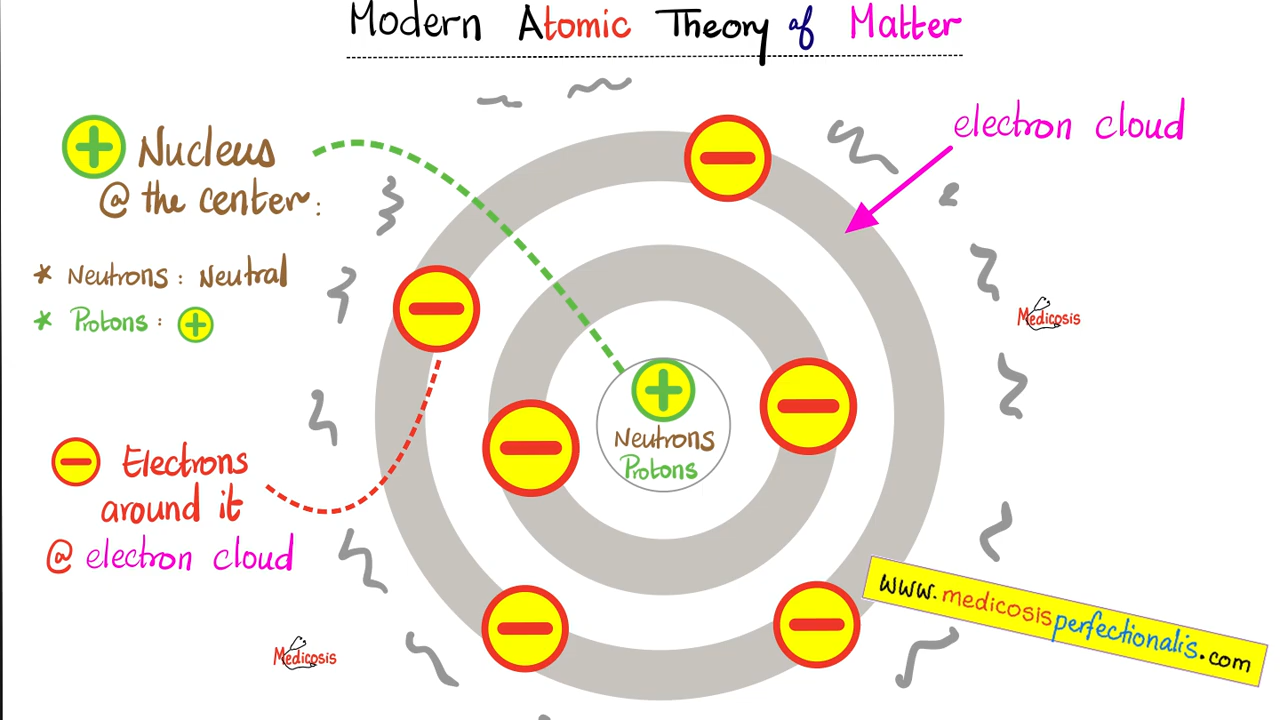 Modern Atomic Theory of Matter
electron cloud
Nucleus
@ the center:
* Neutrons: Neutral
* Protons:
Medicosis
Neutrons
Protons
Electrons
around it
@ electron cloud
www.medicosisperfectionalis.com
Medicosis